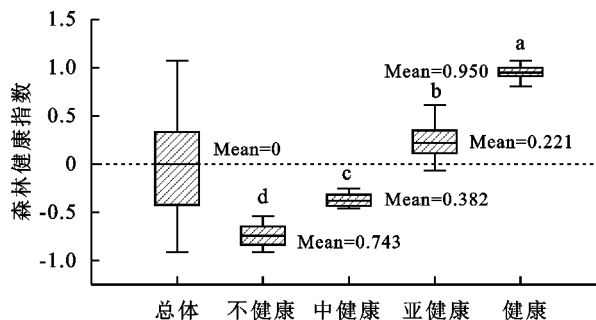 森林健康指数
1.0
0.5
0
-0.5
-1.0
Mean=0
d
Mean=0.743
c
Mean=0.382
b
Mean=0.221
a
Mean=0.950
总体 不健康 中健康 亚健康 健康